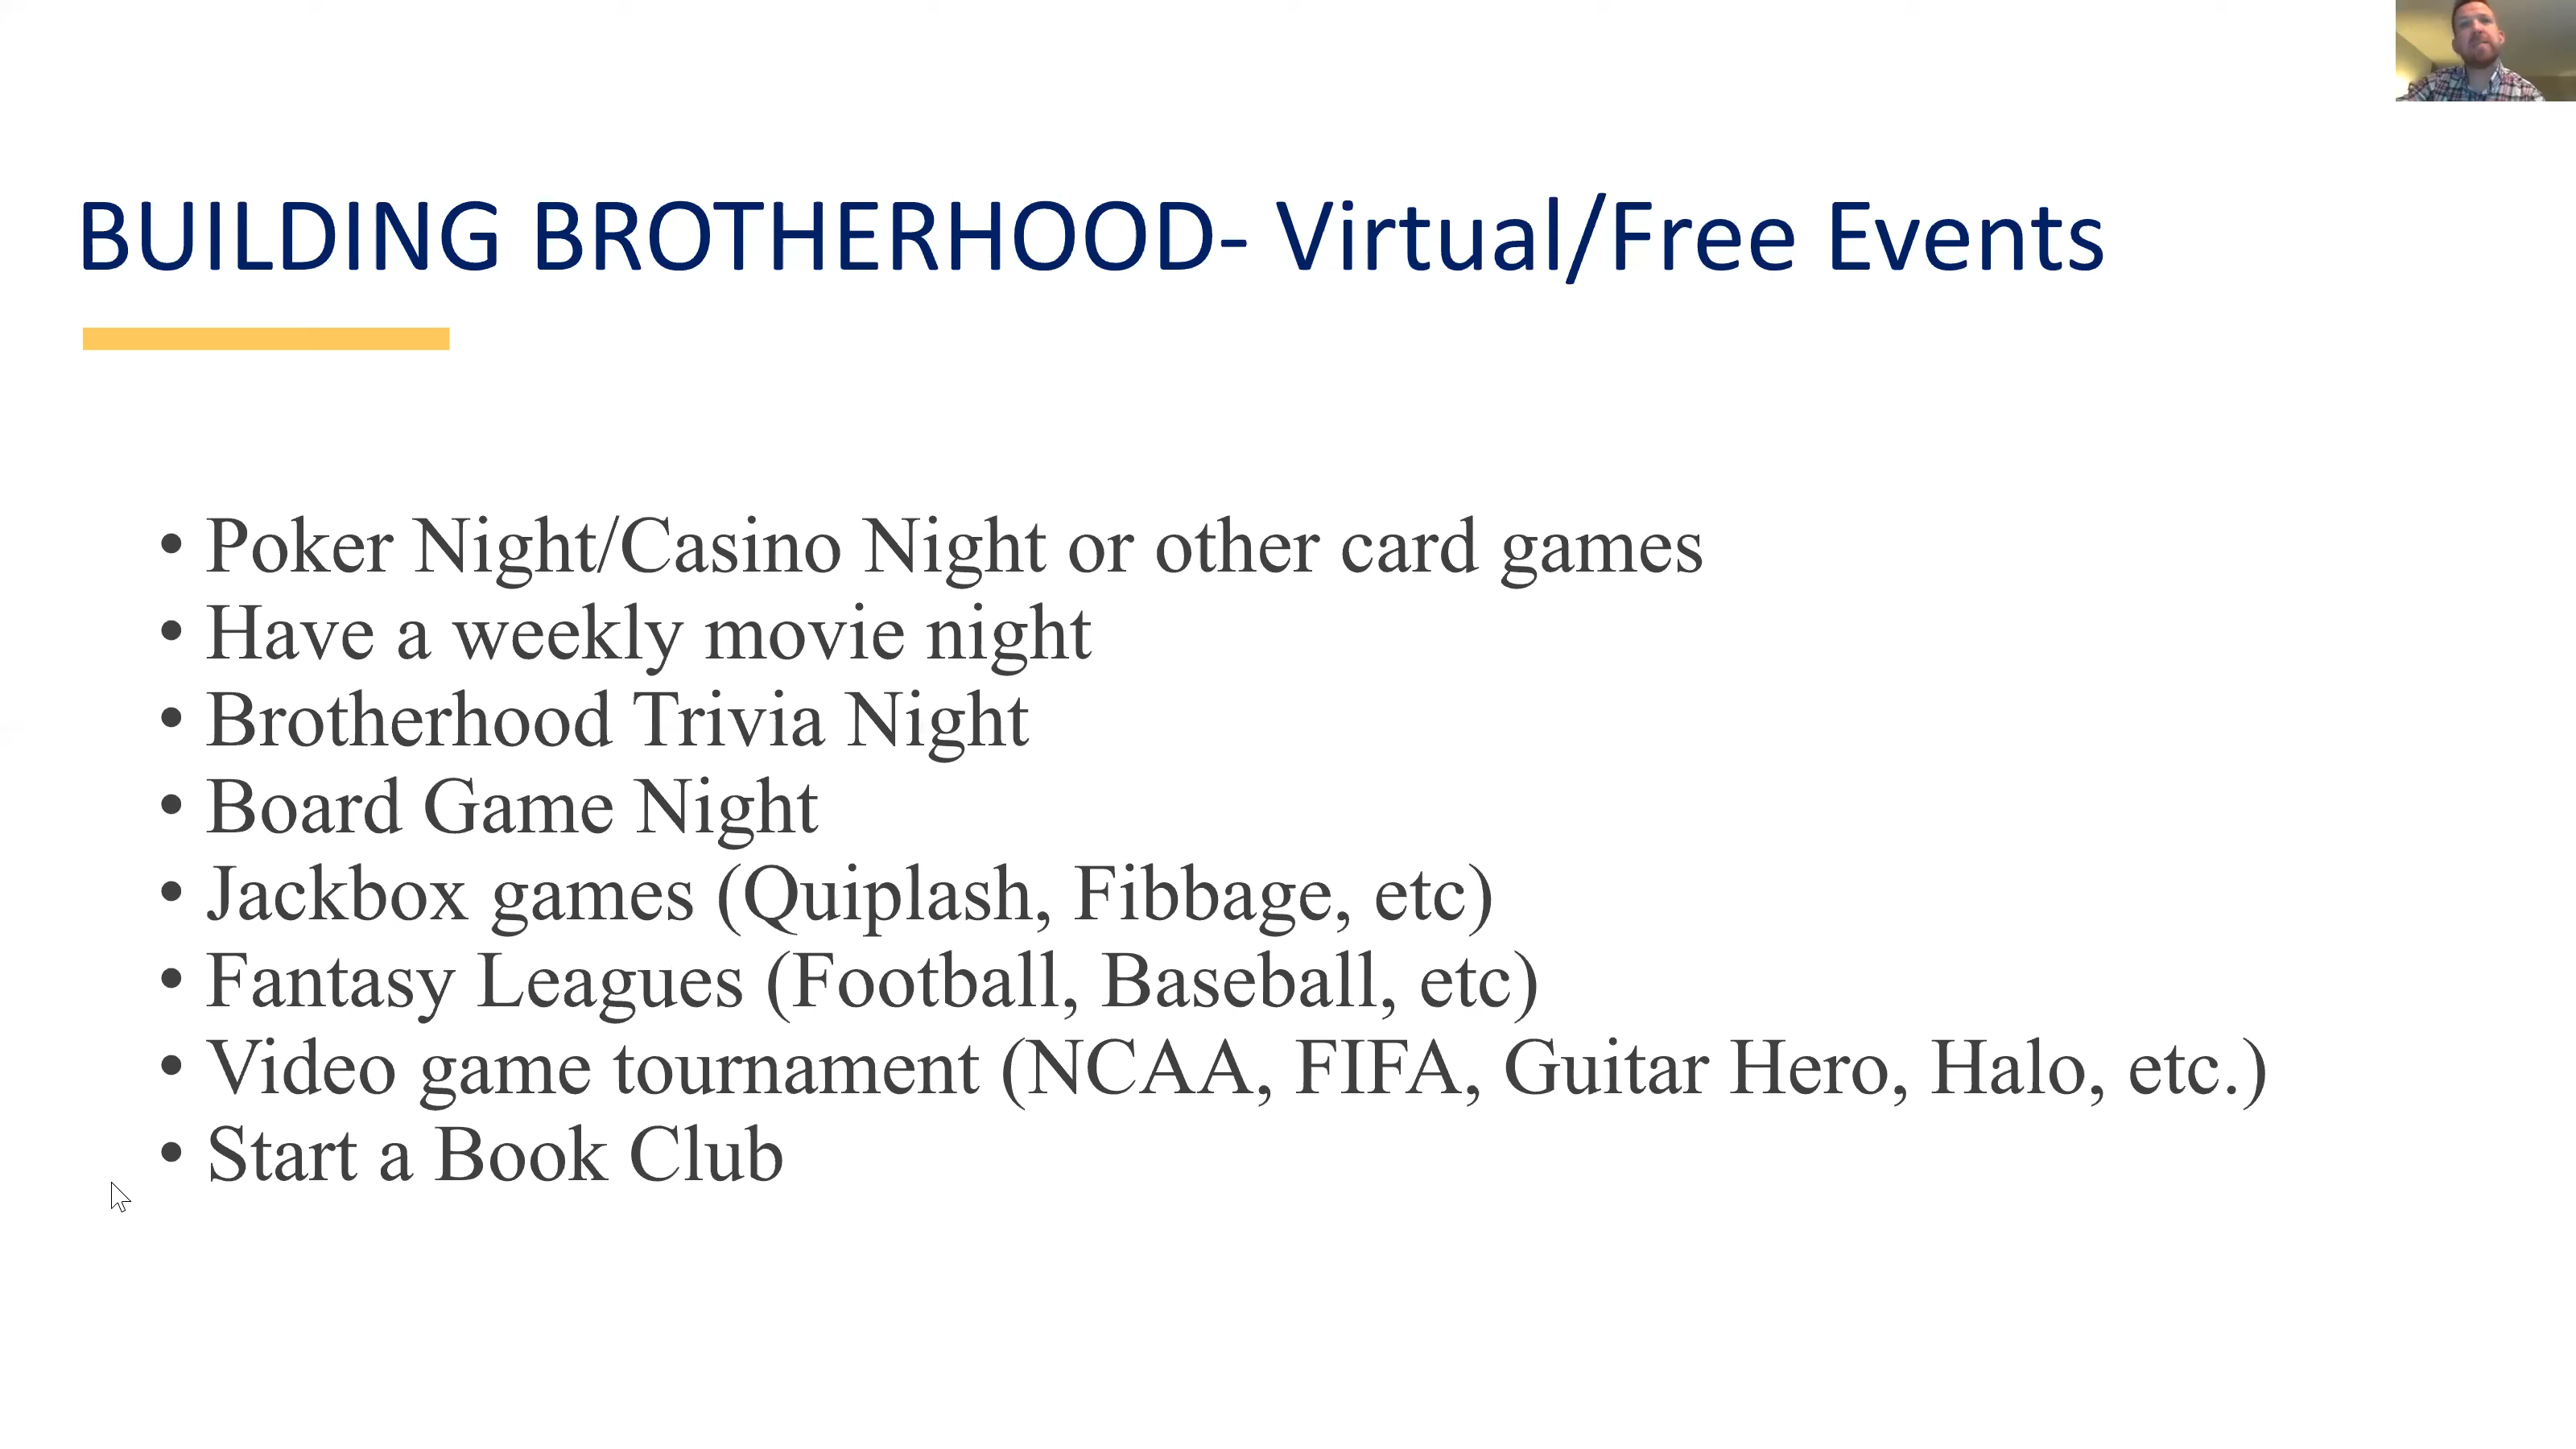 BUILDING BROTHERHOOD- Virtual/Free Events
• Poker Night/Casino Night or other card games
• Have a weekly movie night
• Brotherhood Trivia Night
• Board Game Night
• Jackbox games (Quiplash, Fibbage, etc)
• Fantasy Leagues (Football, Baseball, etc)
• Video game tournament (NCAA, FIFA, Guitar Hero, Halo, etc.)
• Start a Book Club